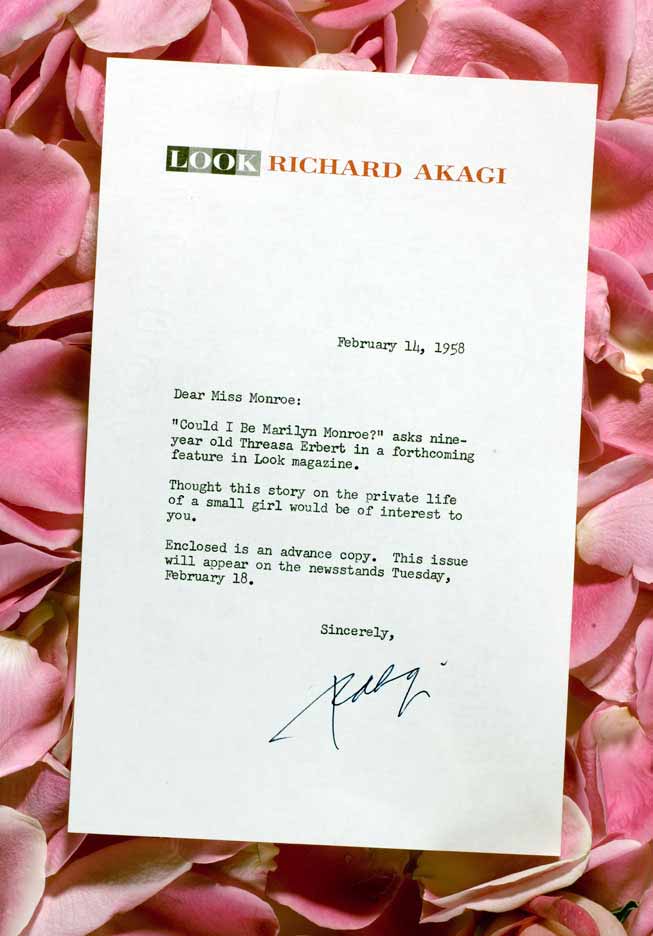 LOOK RICHARD AKAGI
February 14, 1958
Dear Miss Monroe:
"Could I Be Marilyn Monroe?" asks nine-
year old Threasa Erbert in a forthcoming
feature in Look magazine.
Thought this story on the private life
of a small girl would be of interest to
you.
Enclosed is an advance copy. This issue
will appear on the newsstands Tuesday,
February 18.
Sincerely,